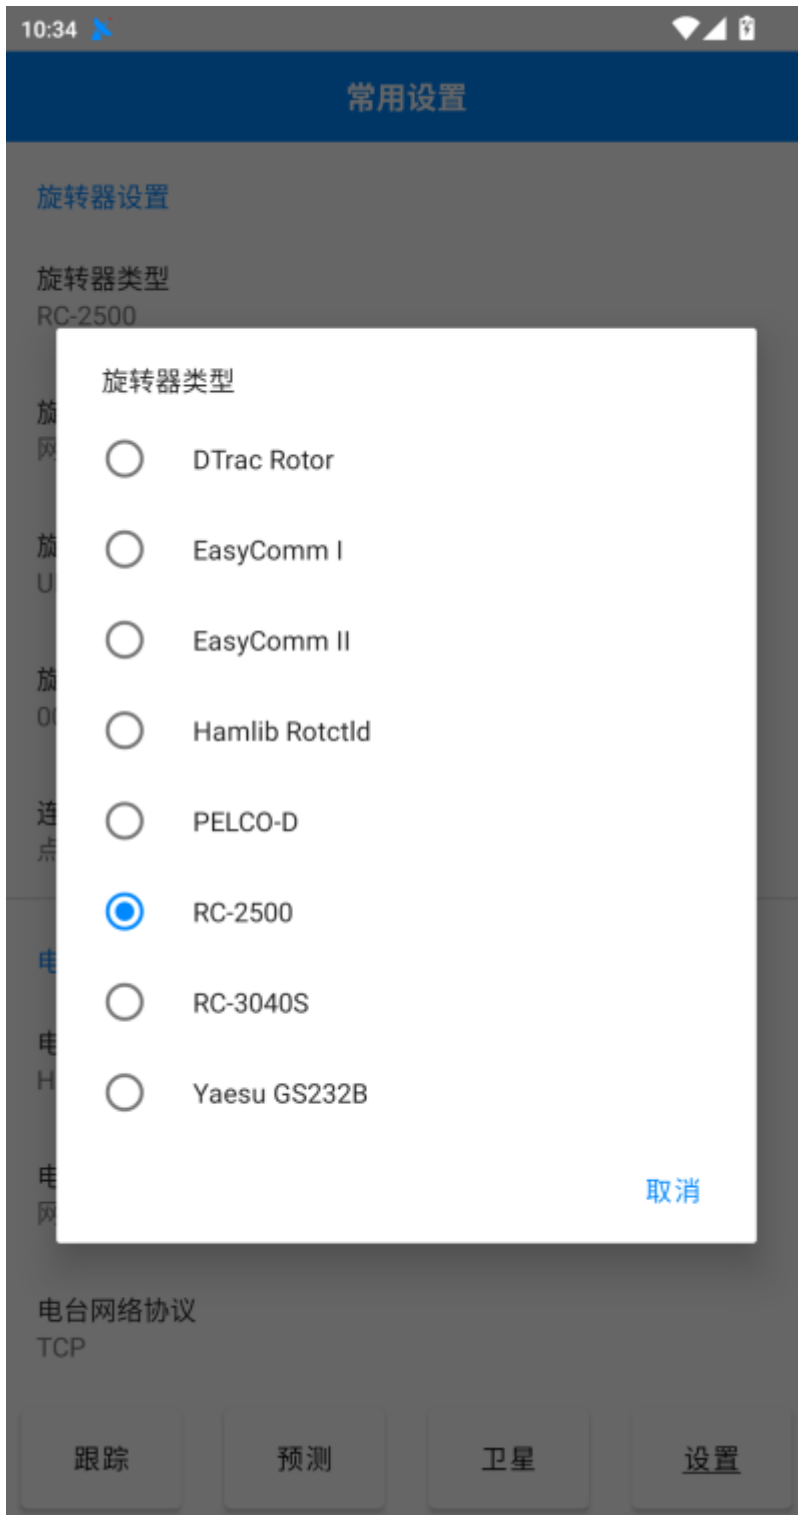 10:34
常用设置
旋转器设置
旋转器类型
RC-2500
旋转器类型
DTrac Rotor
EasyComm I
EasyComm II
Hamlib Rotctld
PELCO-D
RC-2500
RC-3040S
Yaesu GS232B
取消
电台网络协议
TCP
跟踪
预测
卫星
设置